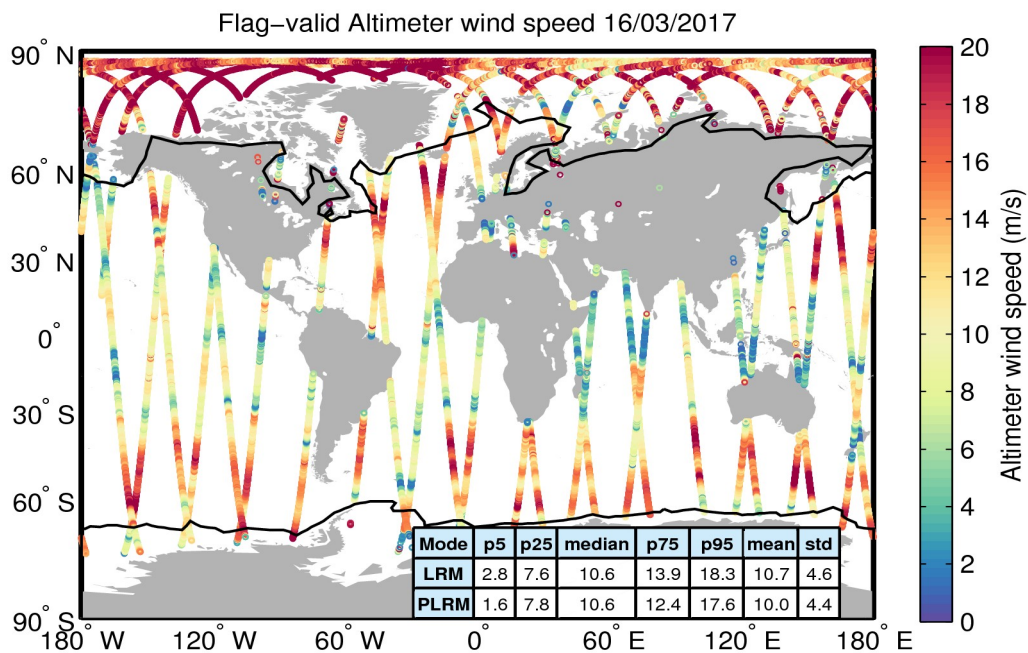 Flag−valid Altimeter wind speed 16/03/2017
90° N
60° N
30° N
0°
30° S
60° S
90° S
180° W
120° W
60° W
0°
60° E
120° E
180° E
Mode p5 p25 median p75 p95 mean std
LRM 2.8 7.6 10.6 13.9 18.3 10.7 4.6
PLRM 1.6 7.8 10.6 12.4 17.6 10.0 4.4
20
18
16
14
12
10
8
6
4
2
0
Altimeter wind speed (m/s)